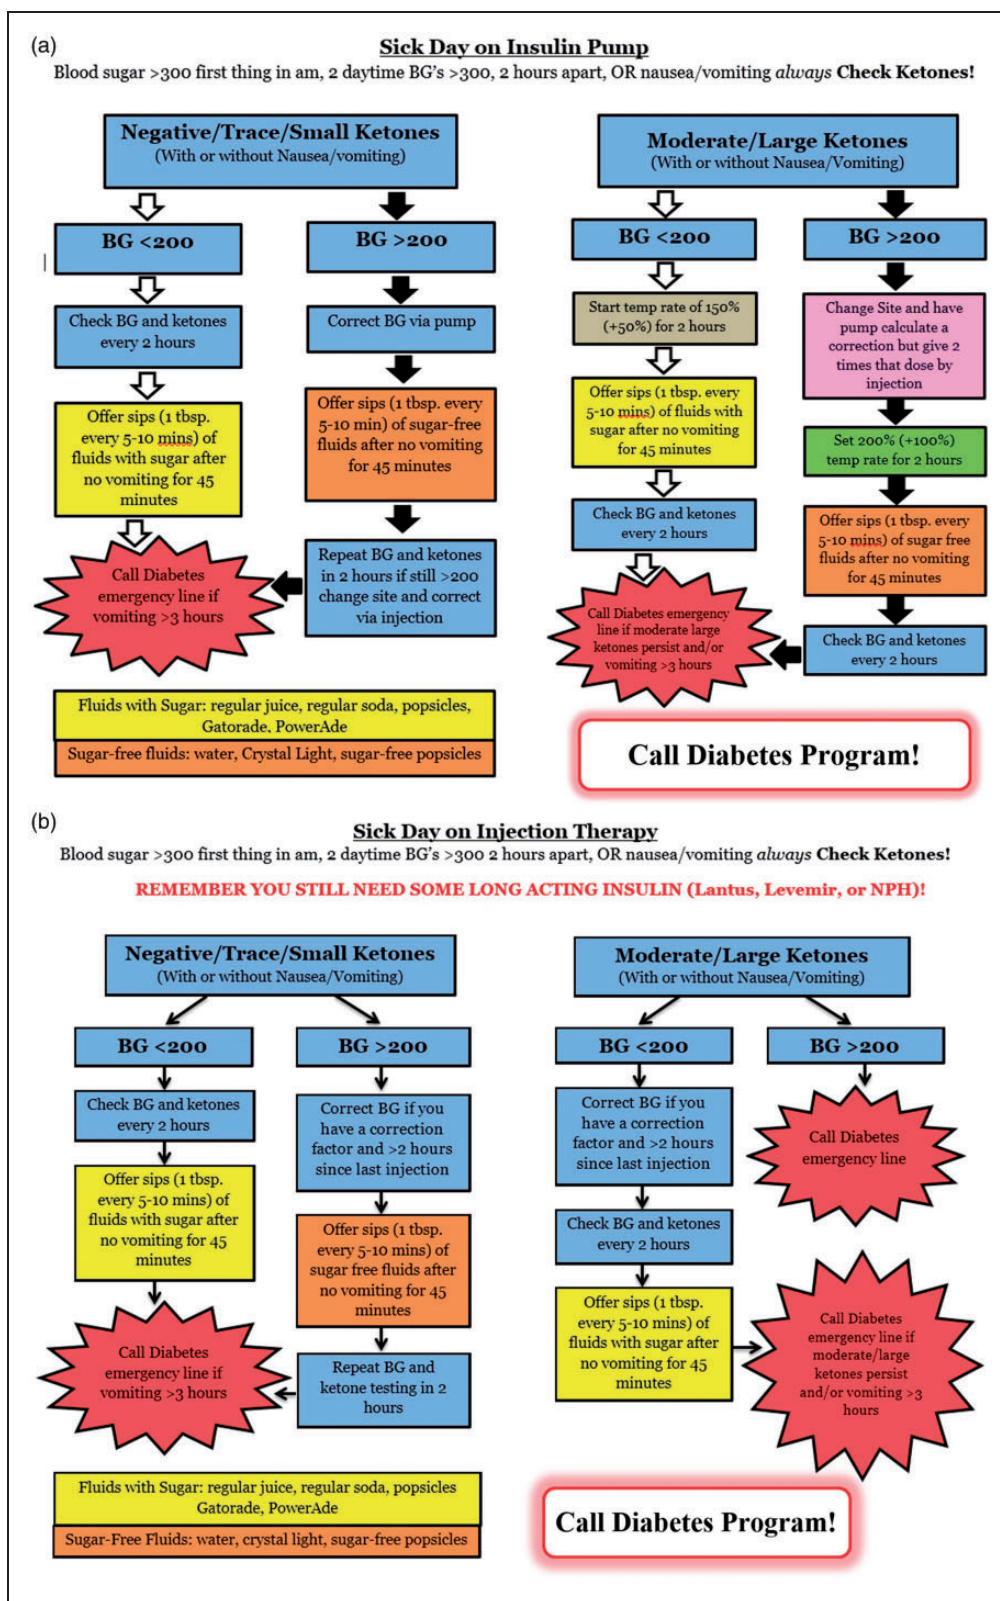 (a)
Sick Day on Insulin Pump
Blood sugar >300 first thing in am, 2 daytime BG's >300, 2 hours apart, OR nausea/vomiting always Check Ketones!
Negative/Trace/Small Ketones
(With or without Nausea/vomiting)
BG <200
Check BG and ketones
every 2 hours
Offer sips (1 tbsp.
every 5-10 mins) of
fluids with sugar after
no vomiting for 45
minutes
Call Diabetes
emergency line if
vomiting >3 hours
BG >200
Correct BG via pump
Offer sips (1 tbsp. every
5-10 min) of sugar-free
fluids after no vomiting
for 45 minutes
Repeat BG and ketones
in 2 hours if still >200
change site and correct
via injection
Fluids with Sugar: regular juice, regular soda, popsicles,
Gatorade, PowerAde
Sugar-free fluids: water, Crystal Light, sugar-free popsicles
Moderate/Large Ketones
(With or without Nausea/Vomiting)
BG <200
Start temp rate of 150%
(+50%) for 2 hours
Offer sips (1 tbsp. every
5-10 mins) of fluids with
sugar after no vomiting
for 45 minutes
Check BG and ketones
every 2 hours
Call Diabetes emergency
line if moderate large
ketones persist and/or
vomiting >3 hours
BG >200
Change Site and have
pump calculate a
correction but give 2
times that dose by
injection
Set 200% (+100%)
temp rate for 2 hours
Offer sips (1 tbsp. every
5-10 mins) of sugar free
fluids after no vomiting
for 45 minutes
Check BG and ketones
every 2 hours
Call Diabetes Program!
(b)
Sick Day on Injection Therapy
Blood sugar >300 first thing in am, 2 daytime BG's >300 2 hours apart, OR nausea/vomiting always Check Ketones!
REMEMBER YOU STILL NEED SOME LONG ACTING INSULIN (Lantus, Levemir, or NPH)!
Negative/Trace/Small Ketones
(With or without Nausea/Vomiting)
BG <200
Check BG and ketones
every 2 hours
Offer sips (1 tbsp.
every 5-10 mins) of
fluids with sugar after
no vomiting for 45
minutes
Call Diabetes
emergency line if
vomiting >3 hours
BG >200
Correct BG if you
have a correction
factor and >2 hours
since last injection
Offer sips (1 tbsp.
every 5-10 mins) of
sugar free fluids after
no vomiting for 45
minutes
Repeat BG and
ketone testing in 2
hours
Fluids with Sugar: regular juice, regular soda, popsicles
Gatorade, PowerAde
Sugar-Free Fluids: water, crystal light, sugar-free popsicles
Moderate/Large Ketones
(With or without Nausea/Vomiting)
BG <200
Correct BG if you
have a correction
factor and >2 hours
since last injection
Check BG and ketones
every 2 hours
Offer sips (1 tbsp.
every 5-10 mins) of
fluids with sugar after
no vomiting for 45
minutes
BG >200
Call Diabetes
emergency line
Call Diabetes
emergency line if
moderate/large
ketones persist
and/or vomiting >3
hours
Call Diabetes Program!